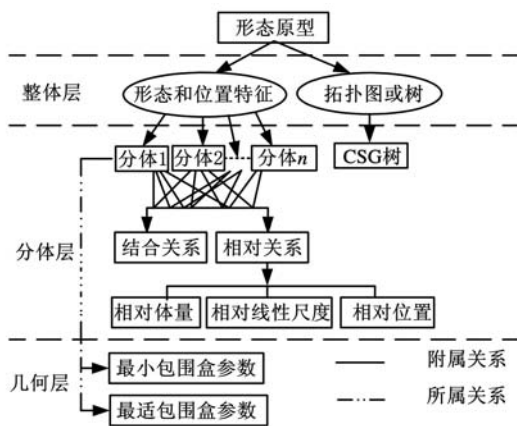 形态原型
整体层
形态和位置特征
拓扑图或树
分体1
分体2
分体n
CSG树
分体层
结合关系
相对关系
相对体量
相对线性尺度
相对位置
几何层
最小包围盒参数
附属关系
最适包围盒参数
所属关系